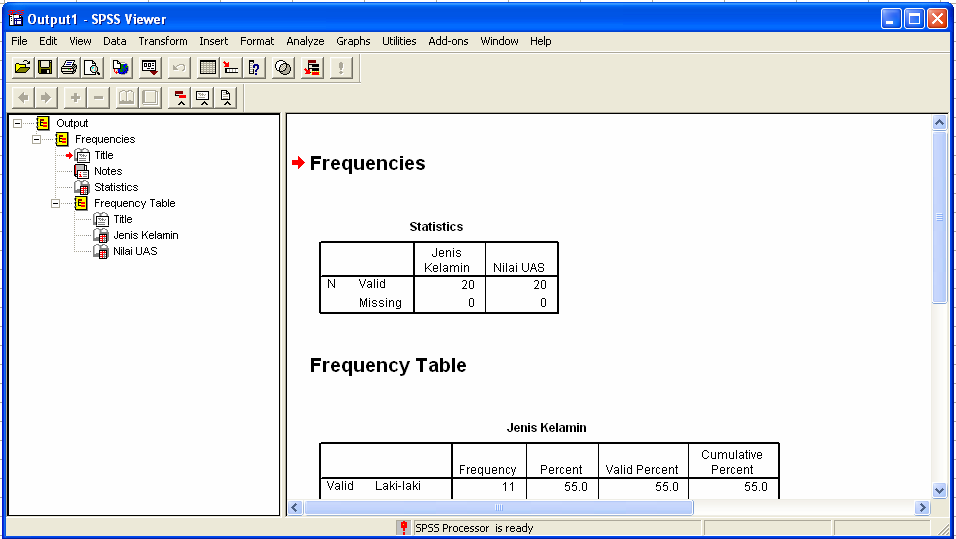 Output1 - SPSS Viewer
File Edit View Data Transform Insert Format Analyze Graphs Utilities Add-ons Window Help
Output
Frequencies
Title
Notes
Statistics
Frequency Table
Title
Jenis Kelamin
Nilai UAS
Frequencies
Statistics
Jenis Kelamin Nilai UAS
N Valid 20 20
Missing 0 0
Frequency Table
Jenis Kelamin
Frequency Percent Valid Percent Cumulative Percent
Valid Laki-laki 11 55.0 55.0 55.0
SPSS Processor is ready